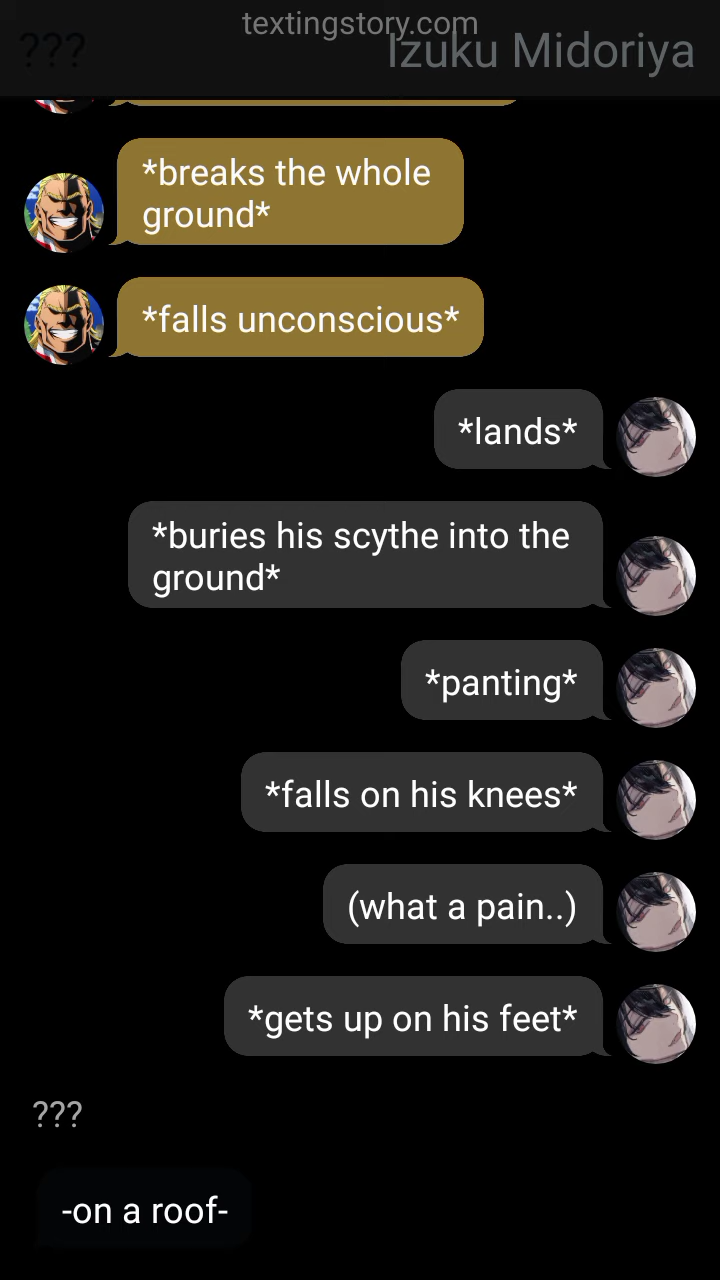 textingstory.com
??? Izuku Midoriya
*breaks the whole
ground*
*falls unconscious*
*lands*
*buries his scythe into the
ground*
*panting*
*falls on his knees*
(what a pain..)
*gets up on his feet*
???
-on a roof-